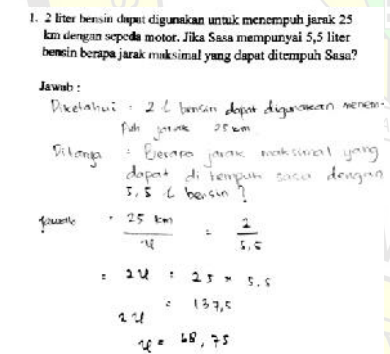 1. 2 liter bensin dapat digunakan untuk menempuh jarak 25
km dengan sepeda motor. Jika Sasa mempunyai 5,5 liter
bensin berapa jarak maksimal yang dapat ditempuh Sasa?
Jawab :
Diketahui : 2 l bensin dapat digunakan menem-
puh jarak 25 km
Ditanya : Berapa jarak maksimal yang
dapat di tempuh sasa dengan
5,5 l bensin ?
Jawab : 25 km / y = 2 / 5,5
= 2y : 25 × 5.5
2y = 137,5
y = 68,75